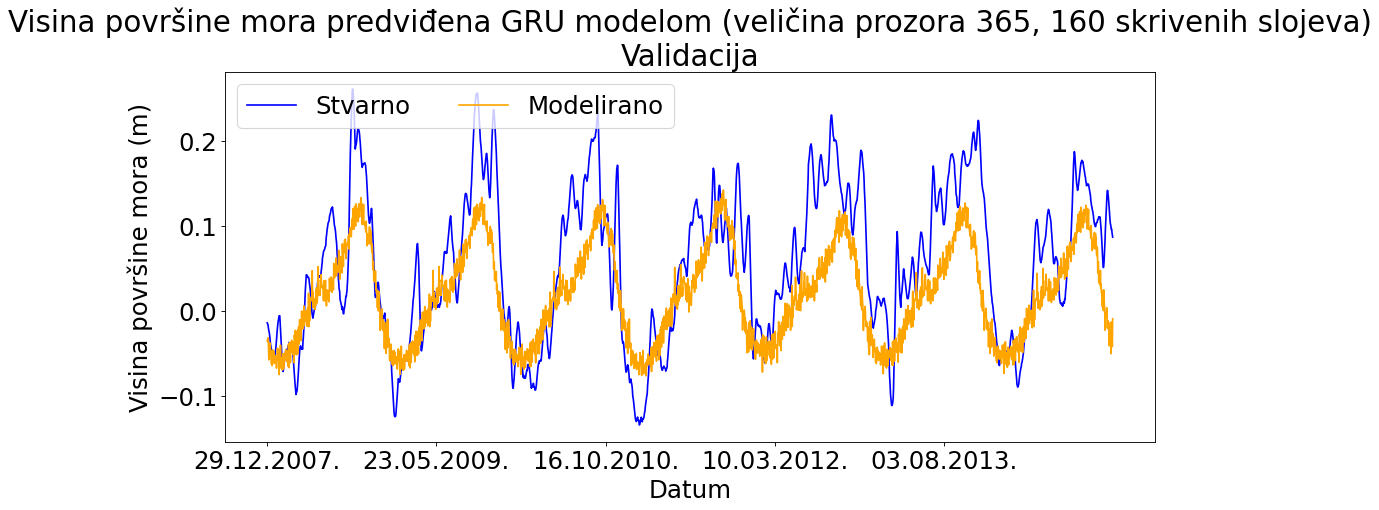 Visina površine mora predviđena GRU modelom (veličina prozora 365, 160 skrivenih slojeva)
Validacija
Stvarno Modelirano
Visina površine mora (m)
0.2
0.1
0.0
−0.1
29.12.2007. 23.05.2009. 16.10.2010. 10.03.2012. 03.08.2013.
Datum